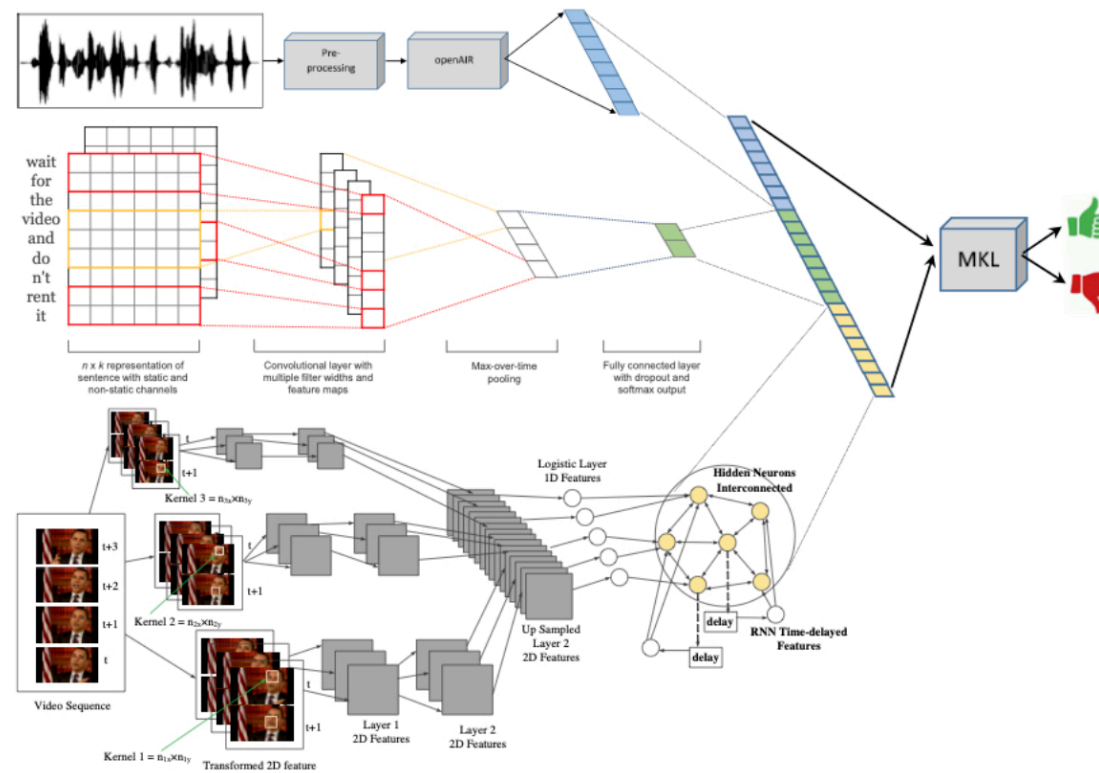 Pre-
processing
openAIR
wait
for
the
video
and
do
n't
rent
it
MKL
n x k representation of
sentence with static and
non-static channels
Convolutional layer with
multiple filter widths and
feature maps
Max-over-time
pooling
Fully connected layer
with dropout and
softmax output
t
t+1
Kernel 3 = n3x×n3y
Logistic Layer
1D Features
Hidden Neurons
Interconnected
t+3
t+2
t+1
t
Video Sequence
t
t+1
Kernel 2 = n2x×n2y
Up Sampled
Layer 2
2D Features
delay
delay
RNN Time-delayed
Features
t
t+1
Layer 1
2D Features
Layer 2
2D Features
Kernel 1 = n1x×n1y
Transformed 2D feature